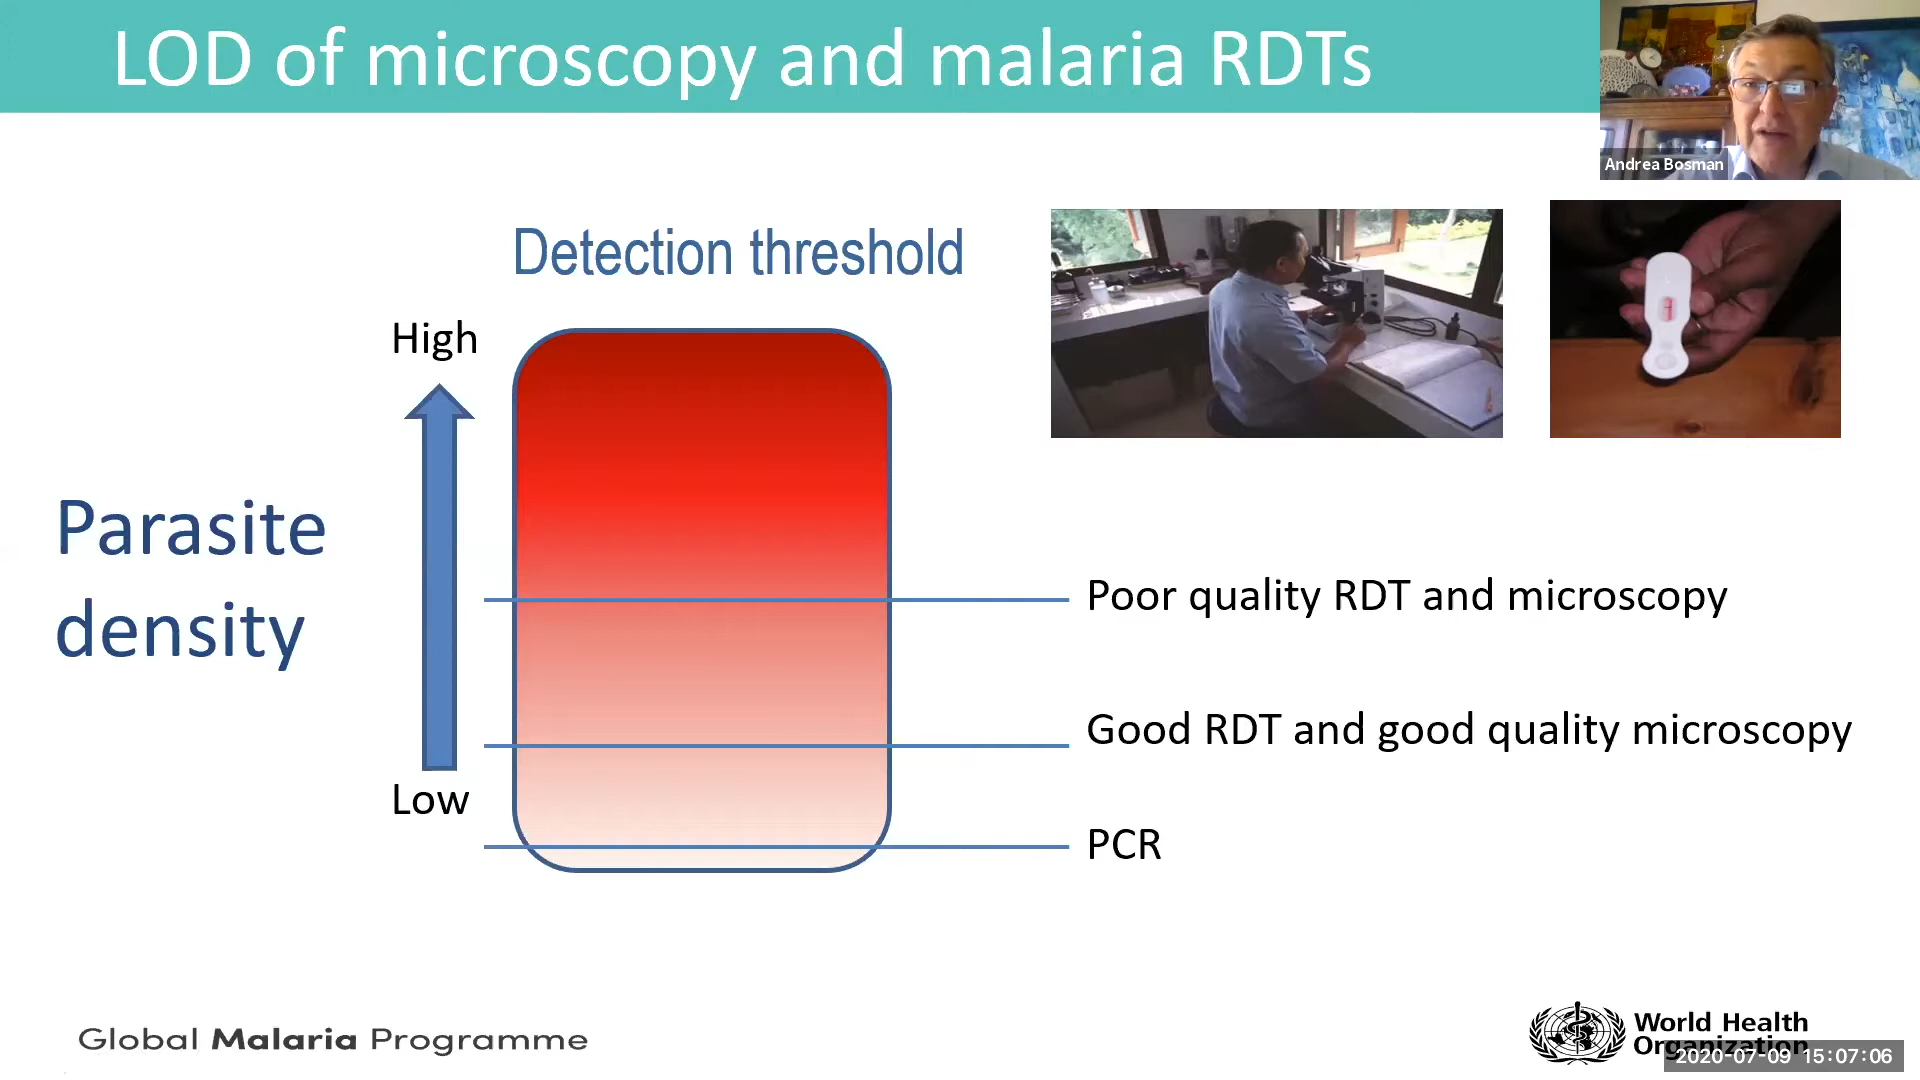 LOD of microscopy and malaria RDTs
Andrea Bosman
Detection threshold
High
Parasite
density
Low
Poor quality RDT and microscopy
Good RDT and good quality microscopy
PCR
Global Malaria Programme
World Health
Organization
2020-07-09 15:07:06